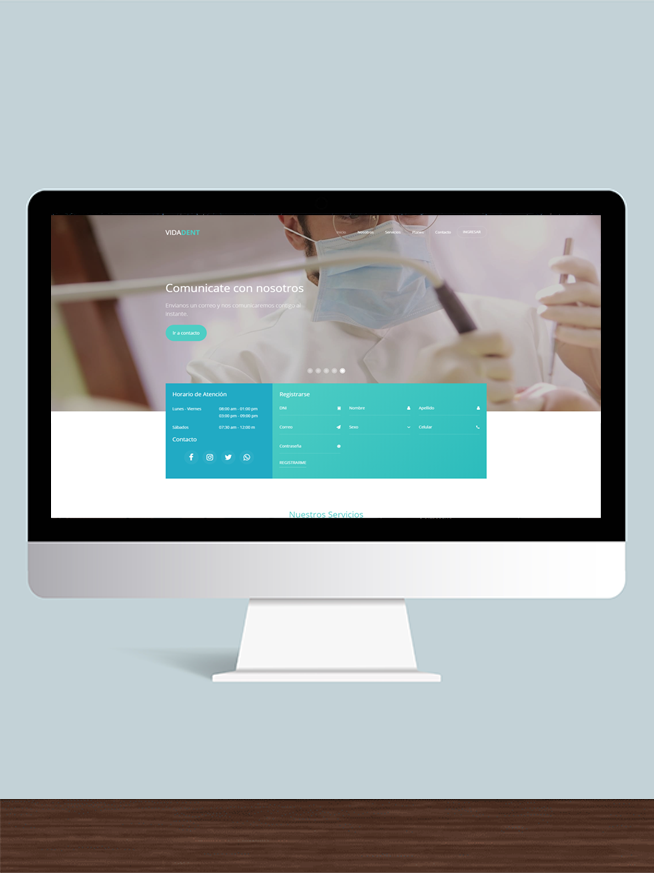 VIDADENT
Inicio Nosotros Servicios Contacto INGRESAR
Comunicate con nosotros
Envianos un correo y nos comunicaremos contigo al
instante.
Ir a contacto
Horario de Atención
Lunes - Viernes 08:00 am - 01:00 pm
03:00 pm - 09:00 pm
Sábados 07:30 am - 12:00 m
Contacto
Registrarse
DNI Nombre Apellido
Correo Sexo Celular
Contraseña
REGISTRARME
Nuestros Servicios